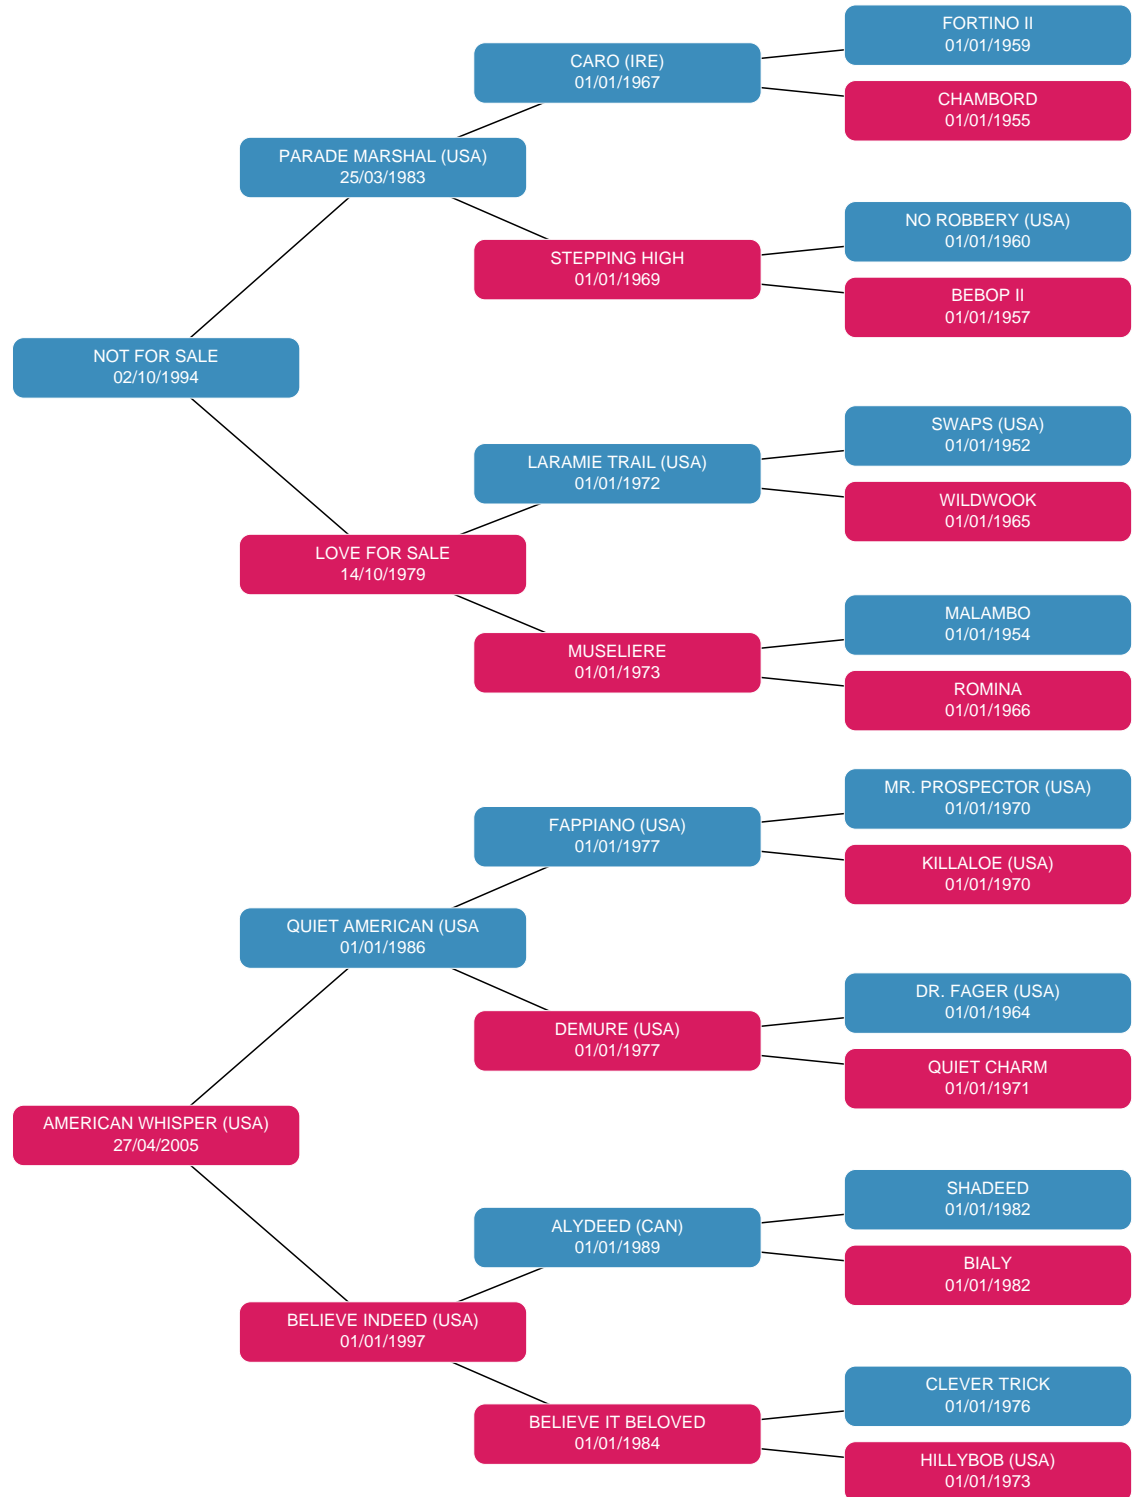 FORTINO II
01/01/1959
CARO (IRE)
01/01/1967
CHAMBORD
01/01/1955
PARADE MARSHAL (USA)
25/03/1983
NO ROBBERY (USA)
01/01/1960
STEPPING HIGH
01/01/1969
BEBOP II
01/01/1957
NOT FOR SALE
02/10/1994
SWAPS (USA)
01/01/1952
LARAMIE TRAIL (USA)
01/01/1972
WILDWOOK
01/01/1965
LOVE FOR SALE
14/10/1979
MALAMBO
01/01/1954
MUSELIERE
01/01/1973
ROMINA
01/01/1966
MR. PROSPECTOR (USA)
01/01/1970
FAPPIANO (USA)
01/01/1977
KILLALOE (USA)
01/01/1970
QUIET AMERICAN (USA
01/01/1986
DR. FAGER (USA)
01/01/1964
DEMURE (USA)
01/01/1977
QUIET CHARM
01/01/1971
AMERICAN WHISPER (USA)
27/04/2005
SHADEED
01/01/1982
ALYDEED (CAN)
01/01/1989
BIALY
01/01/1982
BELIEVE INDEED (USA)
01/01/1997
CLEVER TRICK
01/01/1976
BELIEVE IT BELOVED
01/01/1984
HILLYBOB (USA)
01/01/1973